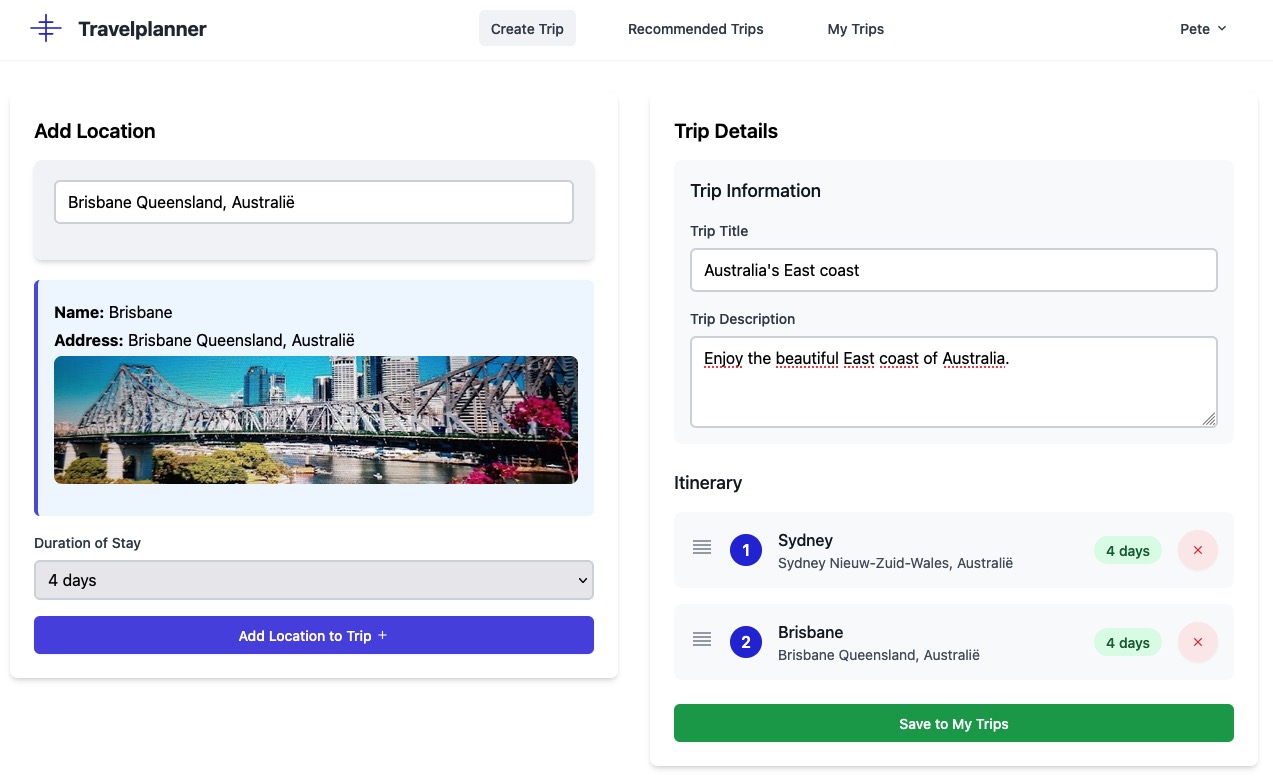 Travelplanner
Create Trip
Recommended Trips
My Trips
Pete
Add Location
Brisbane Queensland, Australië
Name: Brisbane
Address: Brisbane Queensland, Australië
Duration of Stay
4 days
Add Location to Trip +
Trip Details
Trip Information
Trip Title
Australia's East coast
Trip Description
Enjoy the beautiful East coast of Australia.
Itinerary
1
Sydney
Sydney Nieuw-Zuid-Wales, Australië
4 days
2
Brisbane
Brisbane Queensland, Australië
4 days
Save to My Trips